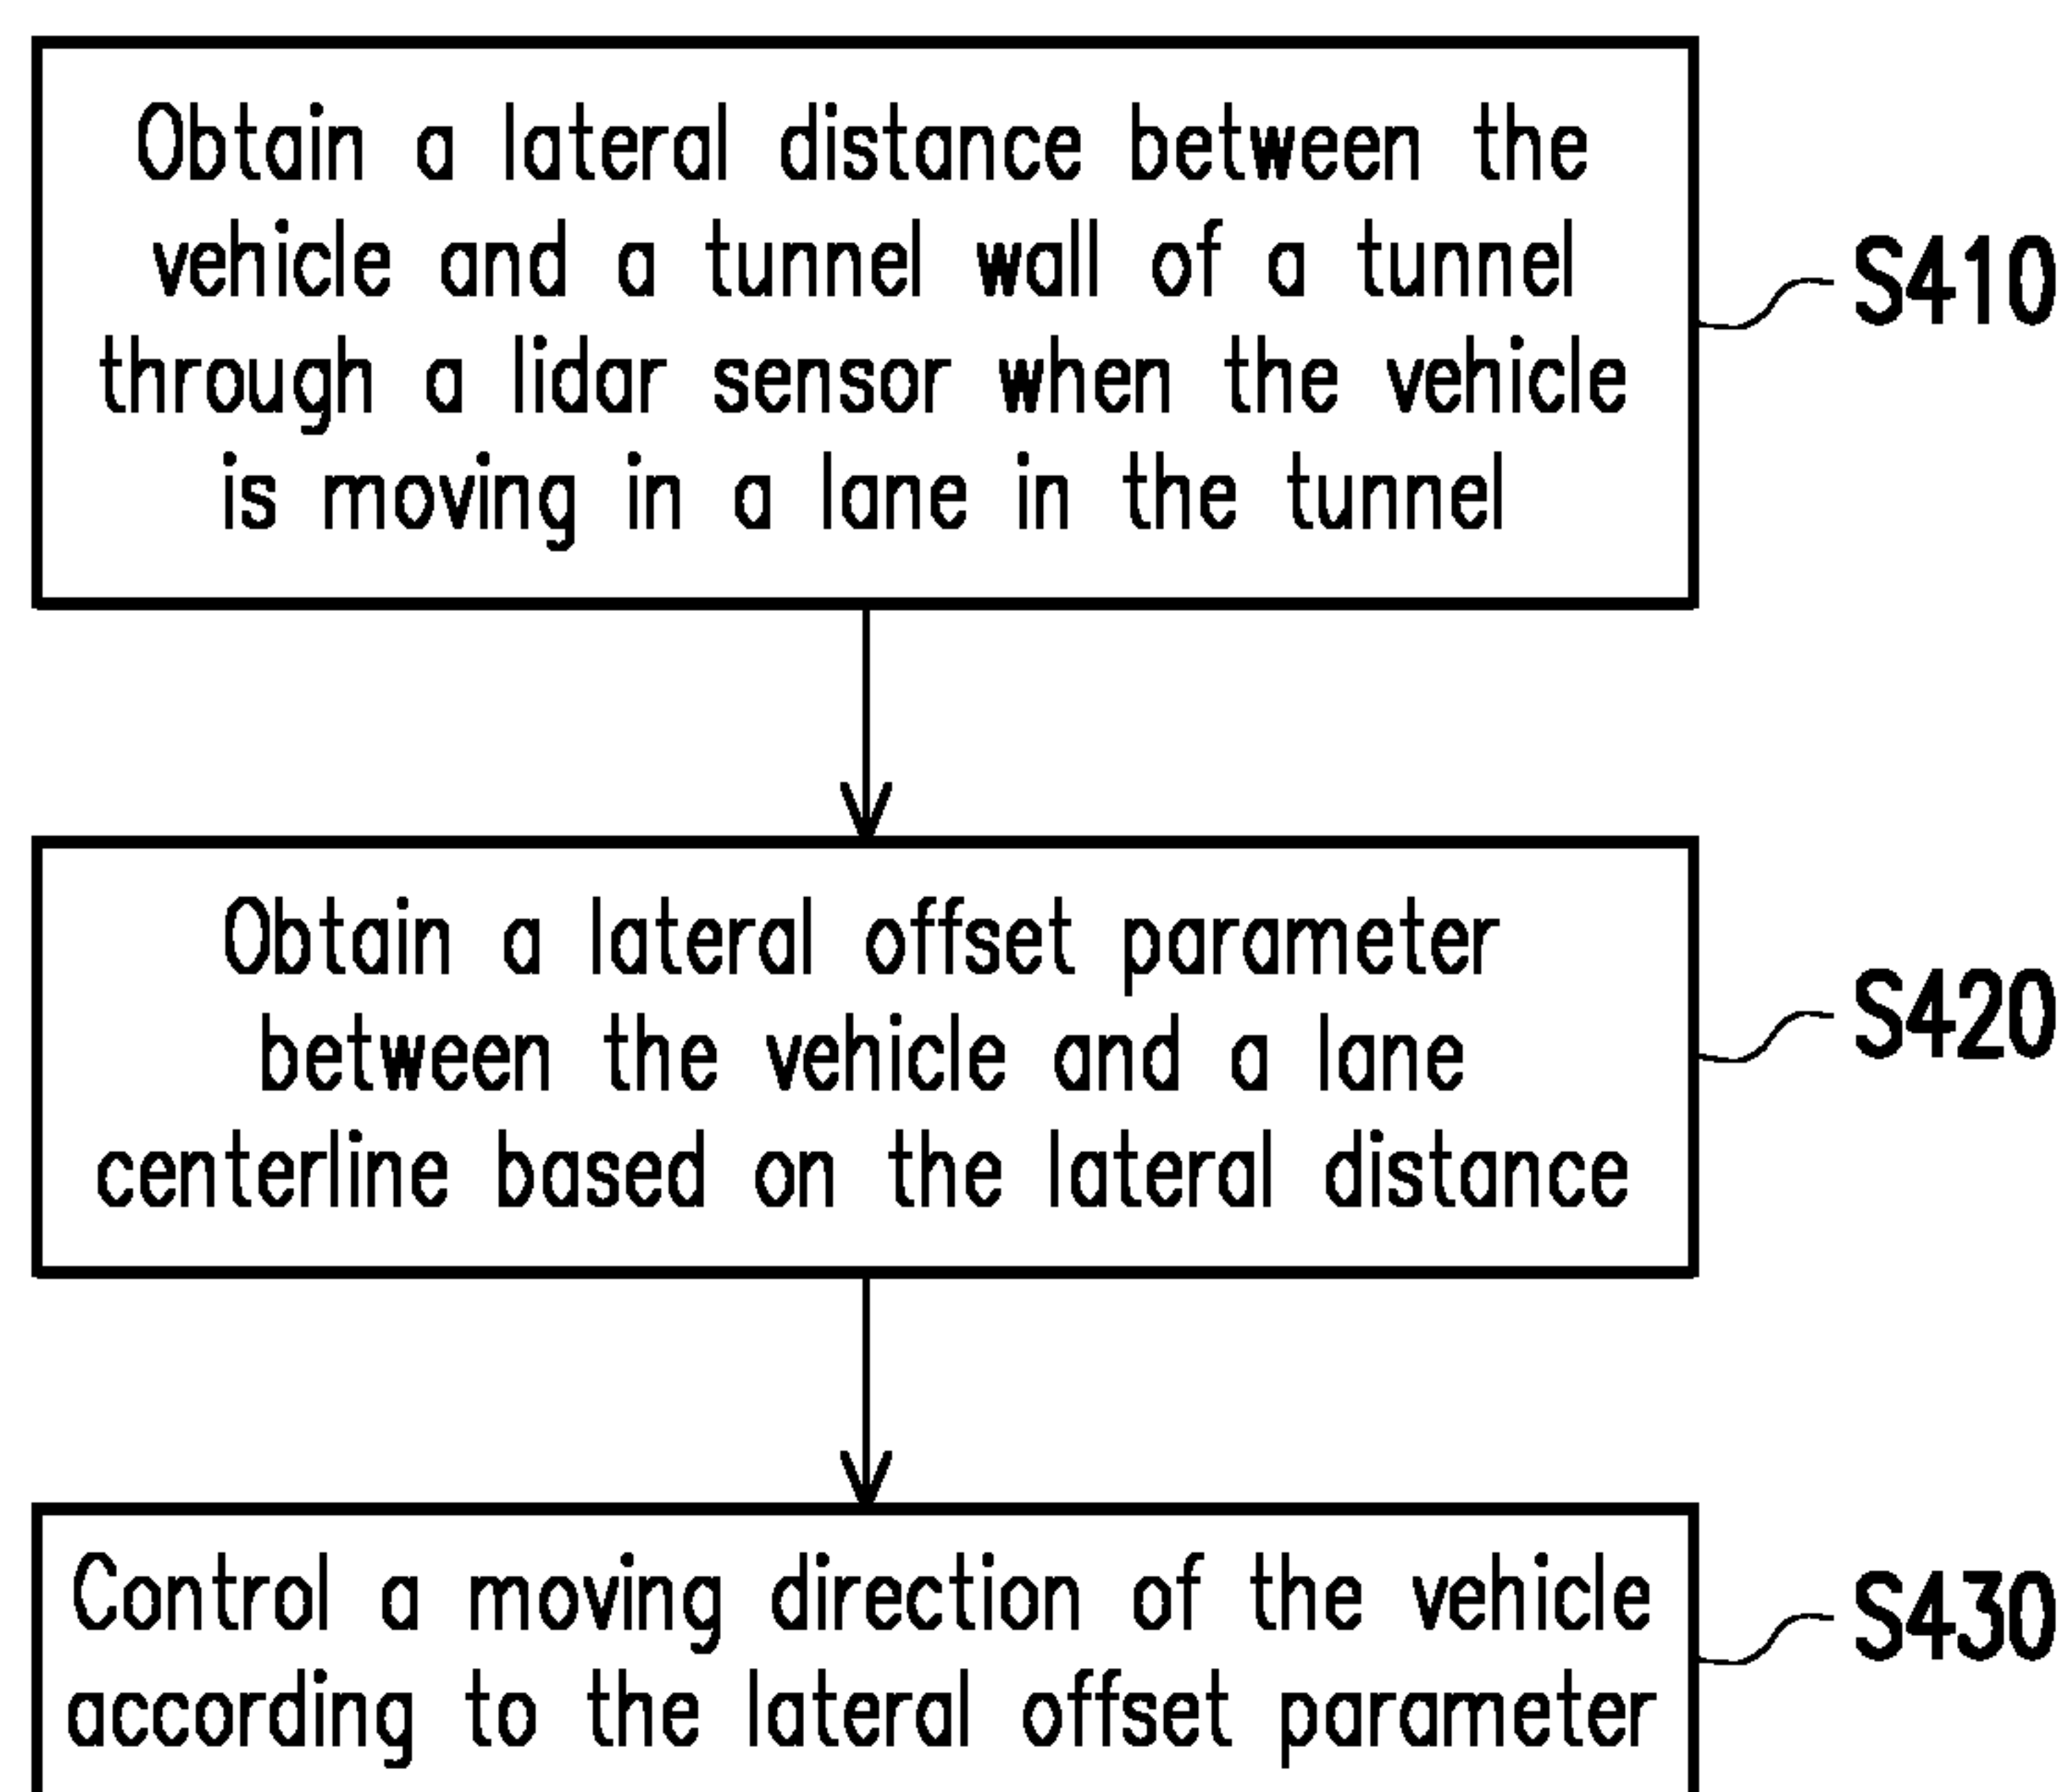 Obtain a lateral distance between the
vehicle and a tunnel wall of a tunnel
through a lidar sensor when the vehicle
is moving in a lane in the tunnel
S410
Obtain a lateral offset parameter
between the vehicle and a lane
centerline based on the lateral distance
S420
Control a moving direction of the vehicle
according to the lateral offset parameter
S430